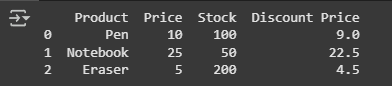 Product Price Stock Discount Price
0 Pen 10 100 9.0
1 Notebook 25 50 22.5
2 Eraser 5 200 4.5